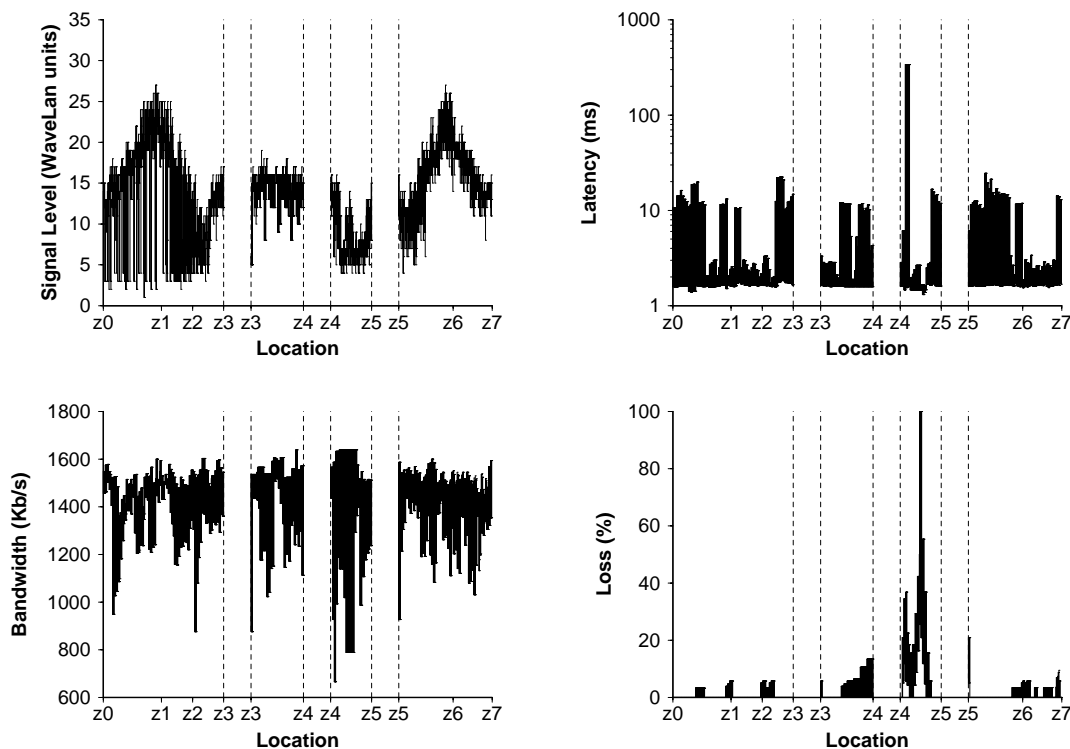 Signal Level (WaveLan units)
35
30
25
20
15
10
5
0
z0 z1 z2 z3 z3 z4 z4 z5 z5 z6 z7
Location
Latency (ms)
1000
100
10
1
z0 z1 z2 z3 z3 z4 z4 z5 z5 z6 z7
Location
Bandwidth (Kb/s)
1800
1600
1400
1200
1000
800
600
z0 z1 z2 z3 z3 z4 z4 z5 z5 z6 z7
Location
Loss (%)
100
80
60
40
20
0
z0 z1 z2 z3 z3 z4 z4 z5 z5 z6 z7
Location